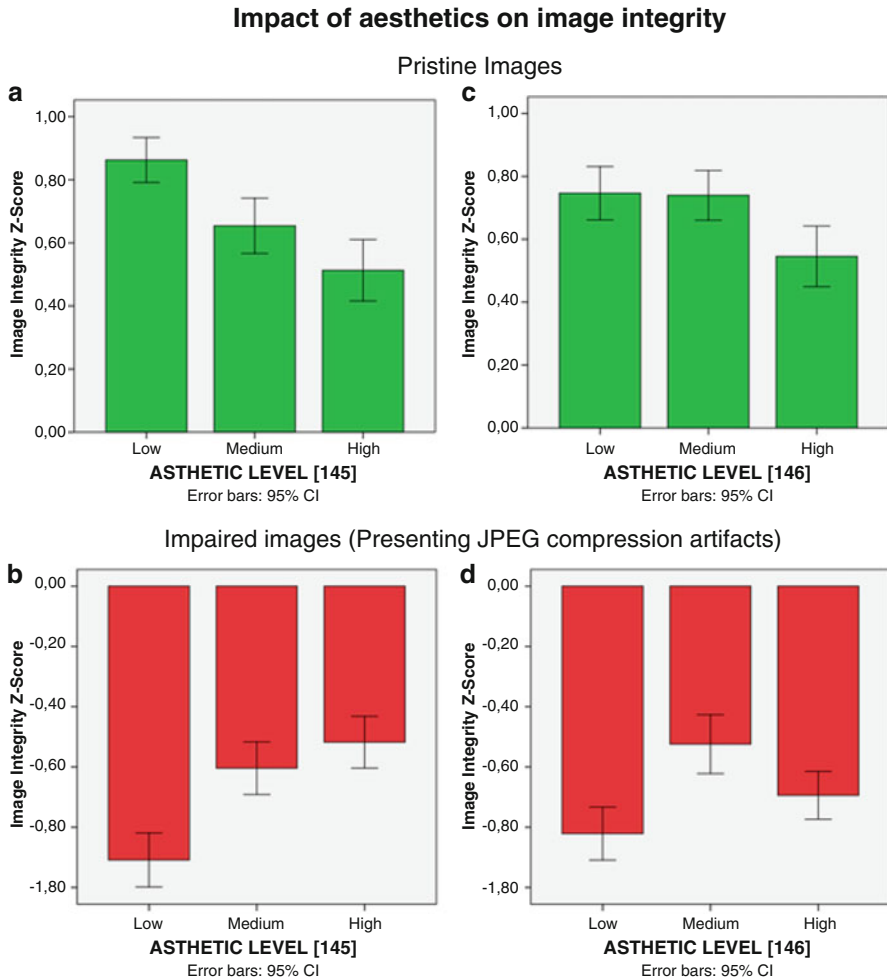 Impact of aesthetics on image integrity
Pristine Images
a
Image Integrity Z-Score
1,00
0,80
0,60
0,40
0,20
0,00
Low Medium High
ASTHETIC LEVEL [145]
Error bars: 95% CI
c
Image Integrity Z-Score
1,00
0,80
0,60
0,40
0,20
0,00
Low Medium High
ASTHETIC LEVEL [146]
Error bars: 95% CI
Impaired images (Presenting JPEG compression artifacts)
b
Image Integrity Z-Score
0,00
-0,20
-0,40
-0,60
-0,80
-1,80
Low Medium High
ASTHETIC LEVEL [145]
Error bars: 95% CI
d
Image Integrity Z-Score
0,00
-0,20
-0,40
-0,60
-0,80
-1,80
Low Medium High
ASTHETIC LEVEL [146]
Error bars: 95% CI